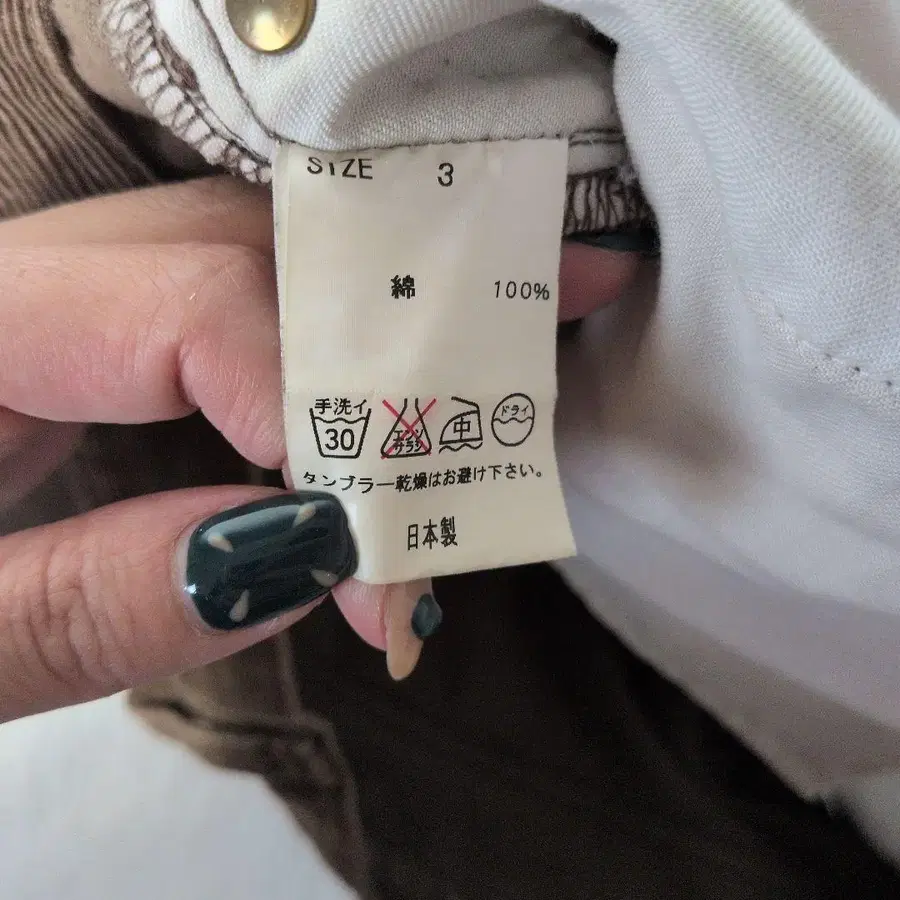 SIZE 3
綿 100%
手洗イ 30 エンソ サラシ 中 ドライ
タンブラー乾燥はお避け下さい。
日本製